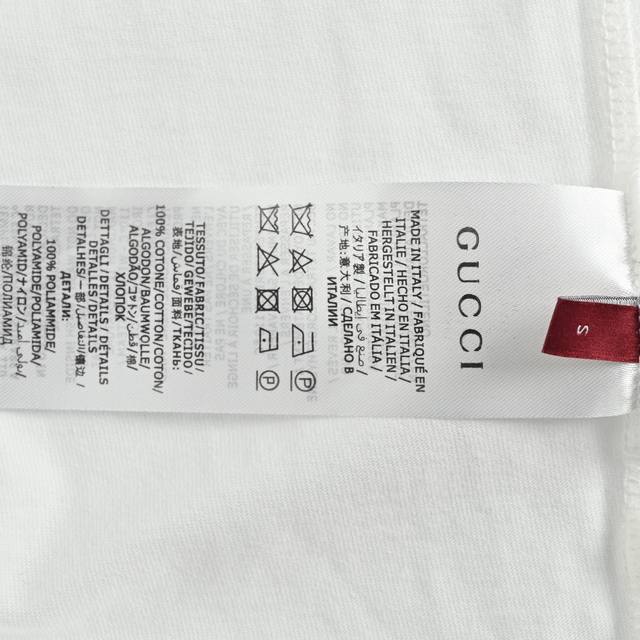 GUCCI
S
MADE IN ITALY / FABRIQUÉ EN
ITALIE / HECHO EN ITALIA /
HERGESTELLT IN ITALIEN /
FABRICADO EM ITÁLIA /
イタリア製 / صنع في إيطاليا /
产地:意大利 / СДЕЛАНО В
ИТАЛИИ
P P
TESSUTO / FABRIC / TISSU /
TEJIDO / GEWEBE / TECIDO /
表地 / قماش / 面料 / ТКАНЬ:
100% COTONE/COTTON/COTON/
ALGODON/BAUMWOLLE/
ALGODÃO/コットン/قطن/棉/
ХЛОПОК
DETTAGLI / DETAILS / DÉTAILS
DETALLES / DETAILS /
DETALHES / 一部 / التفاصيل / 镶边 /
ДЕТАЛИ:
100% POLIAMMIDE/
POLYAMIDE/POLIAMIDA/
POLYAMID/ナイロン/
锦纶/ПОЛИАМИД